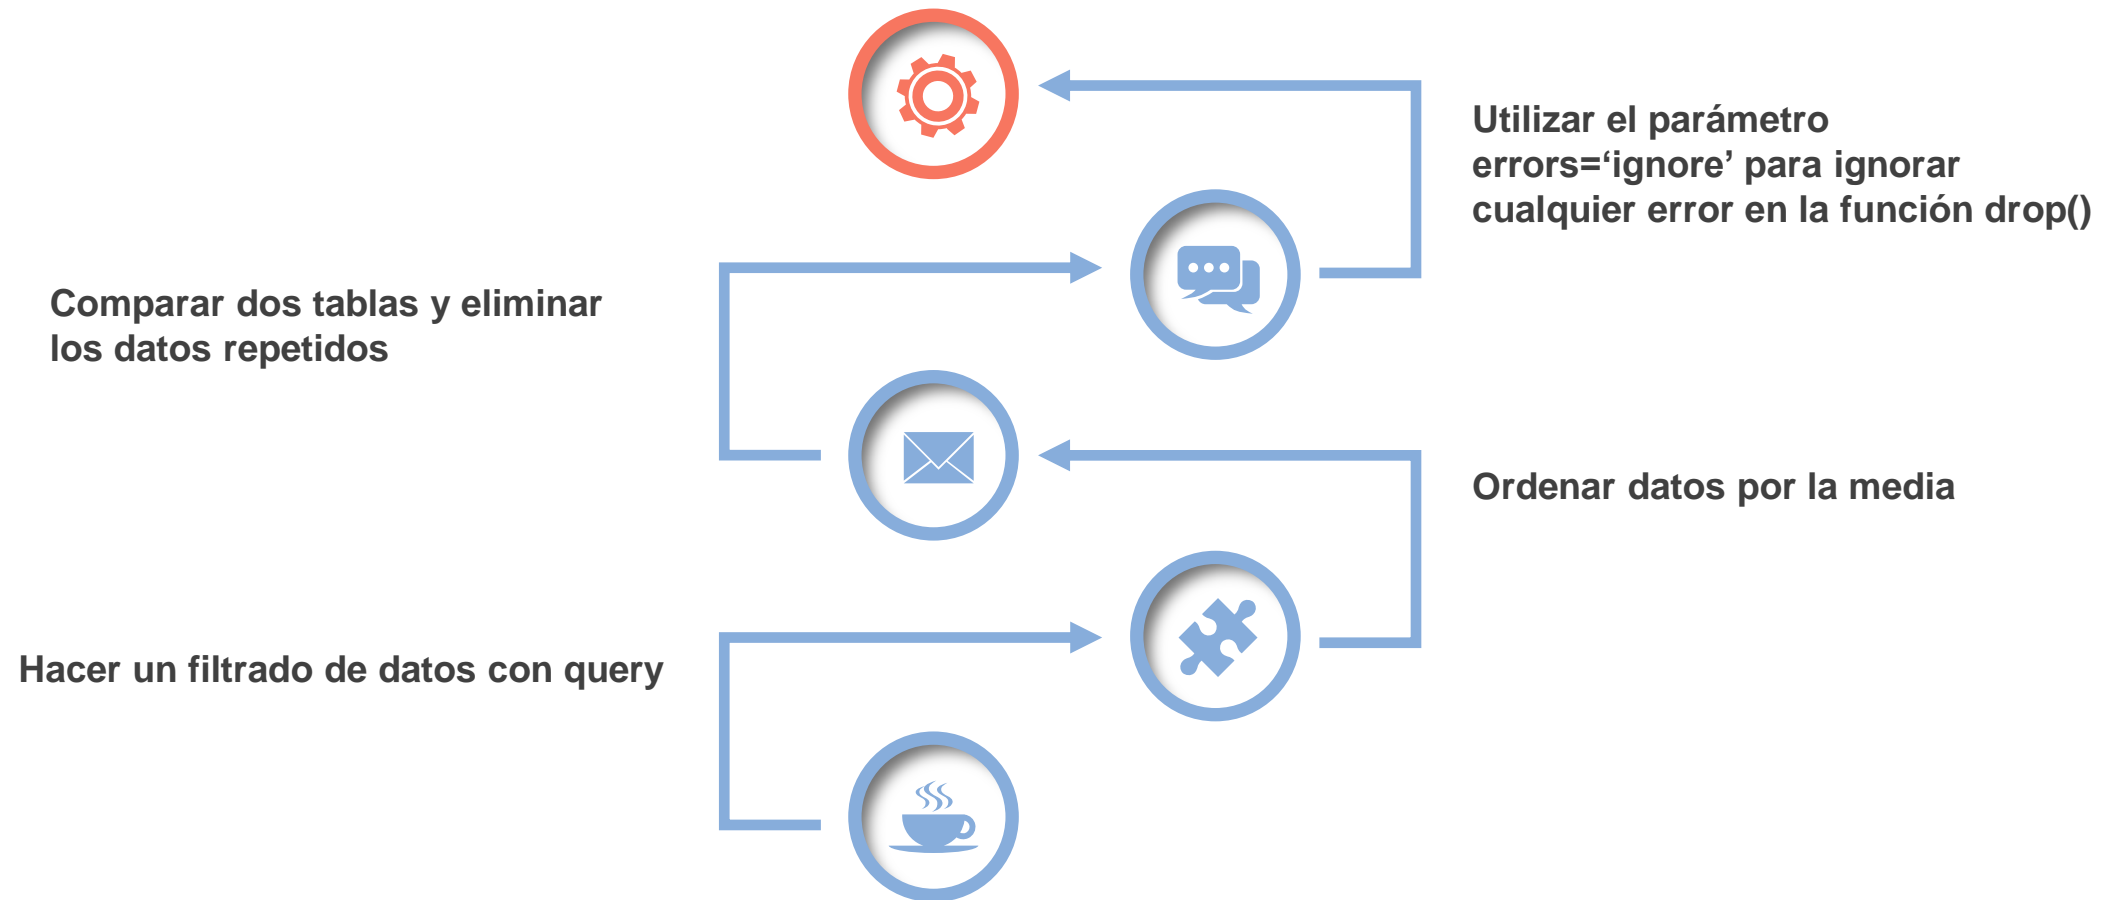 Utilizar el parámetro
errors=‘ignore’ para ignorar
cualquier error en la función drop()
Comparar dos tablas y eliminar
los datos repetidos
Ordenar datos por la media
Hacer un filtrado de datos con query